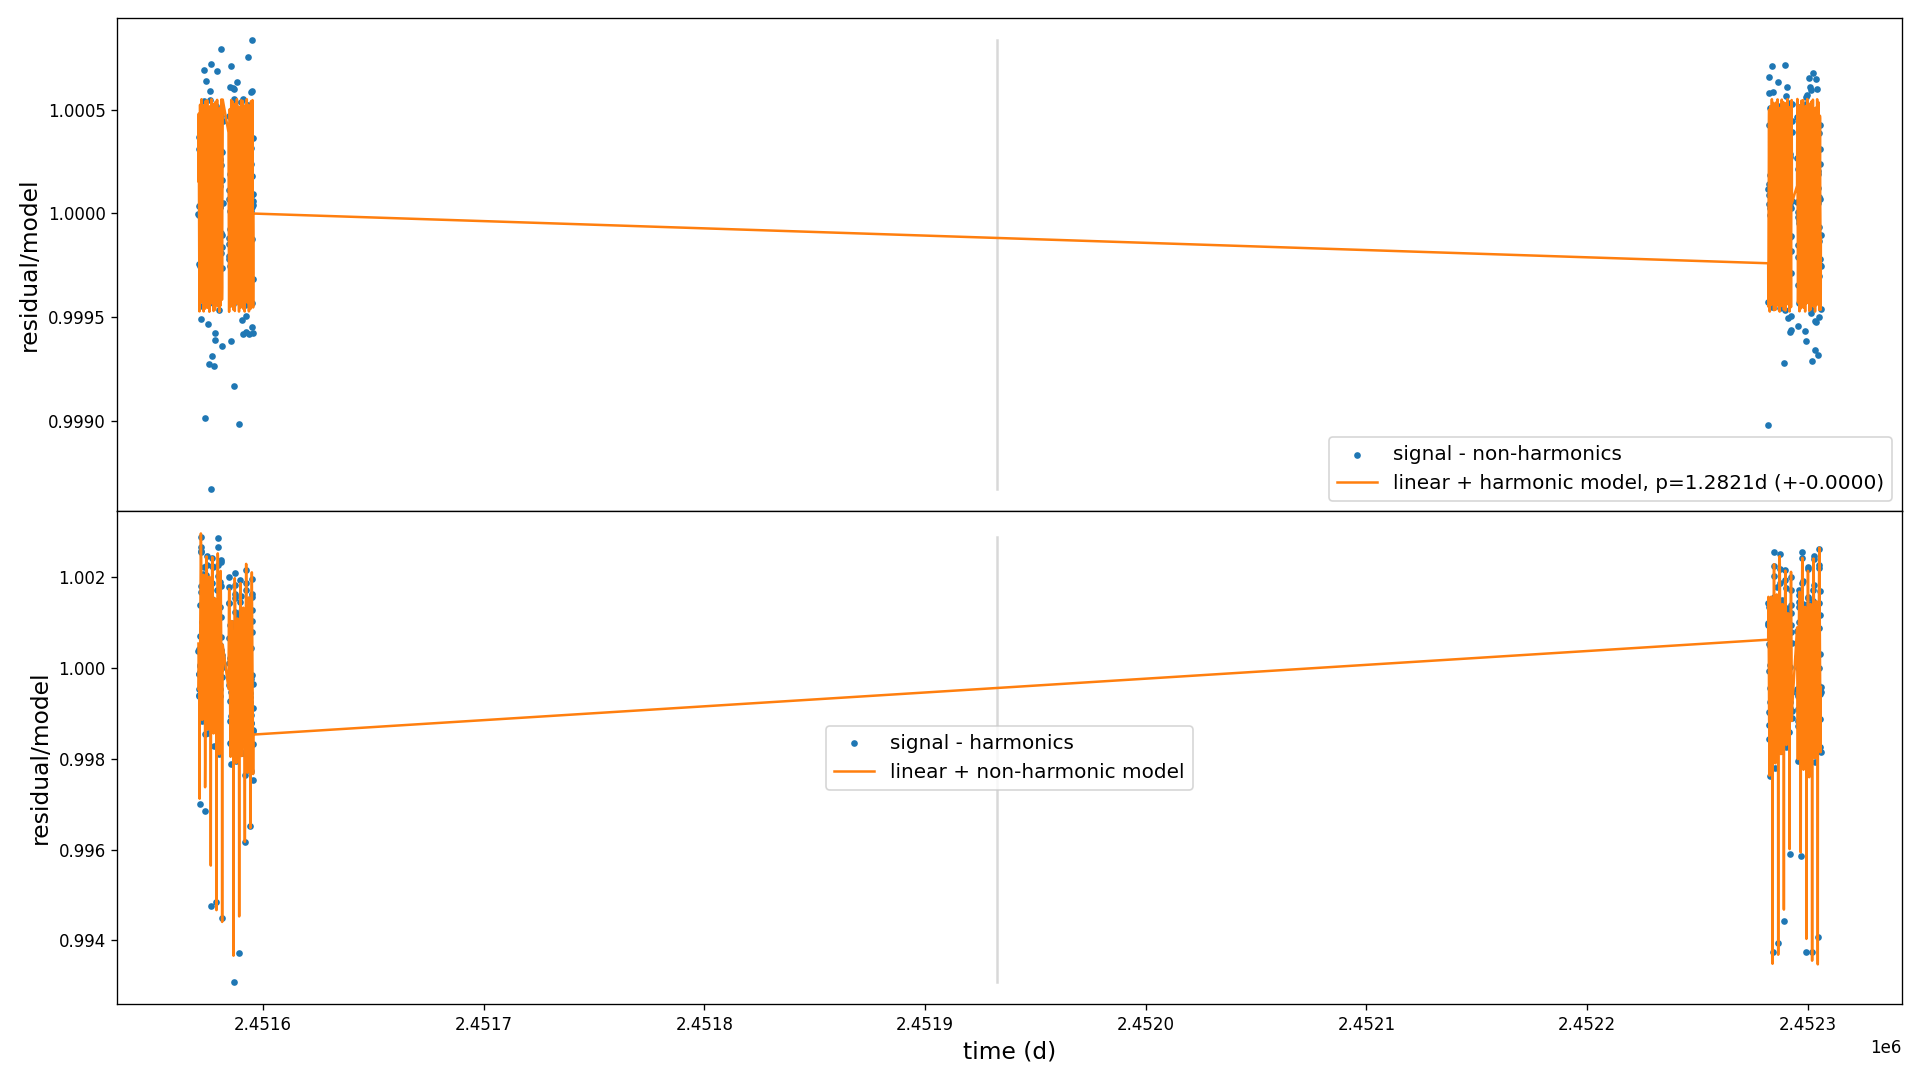 residual/model
1.0005
1.0000
0.9995
0.9990
signal - non-harmonics
linear + harmonic model, p=1.2821d (+-0.0000)
residual/model
1.002
1.000
0.998
0.996
0.994
signal - harmonics
linear + non-harmonic model
2.4516 2.4517 2.4518 2.4519 2.4520 2.4521 2.4522 2.4523
1e6
time (d)